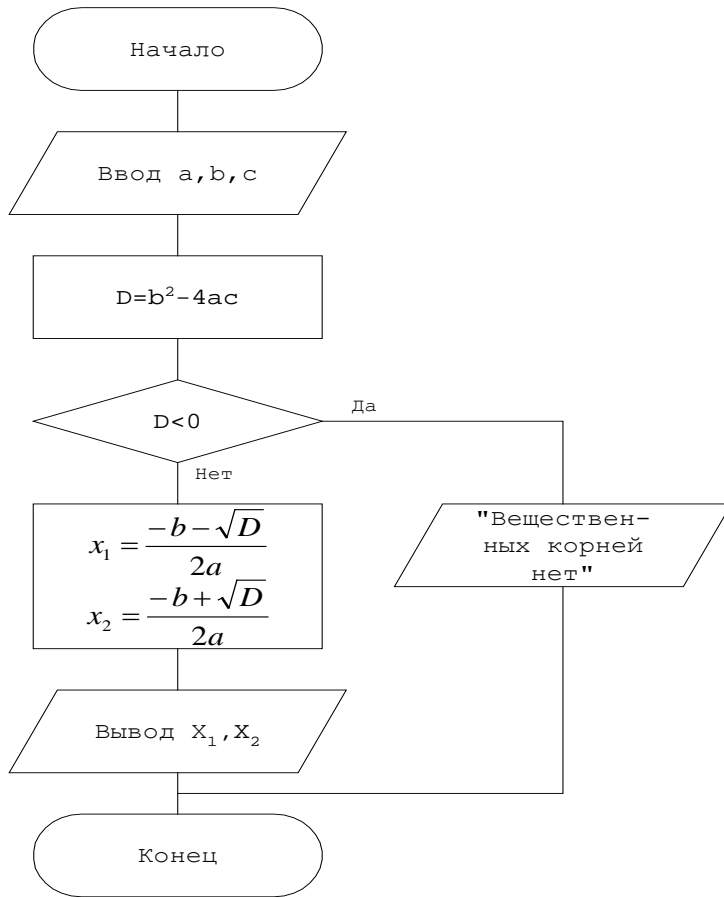 Начало
Ввод a,b,c
D=b²-4ac
D<0
Да
Нет
x₁ = (-b - √D) / 2a
x₂ = (-b + √D) / 2a
"Веществен-
ных корней
нет"
Вывод X₁,X₂
Конец